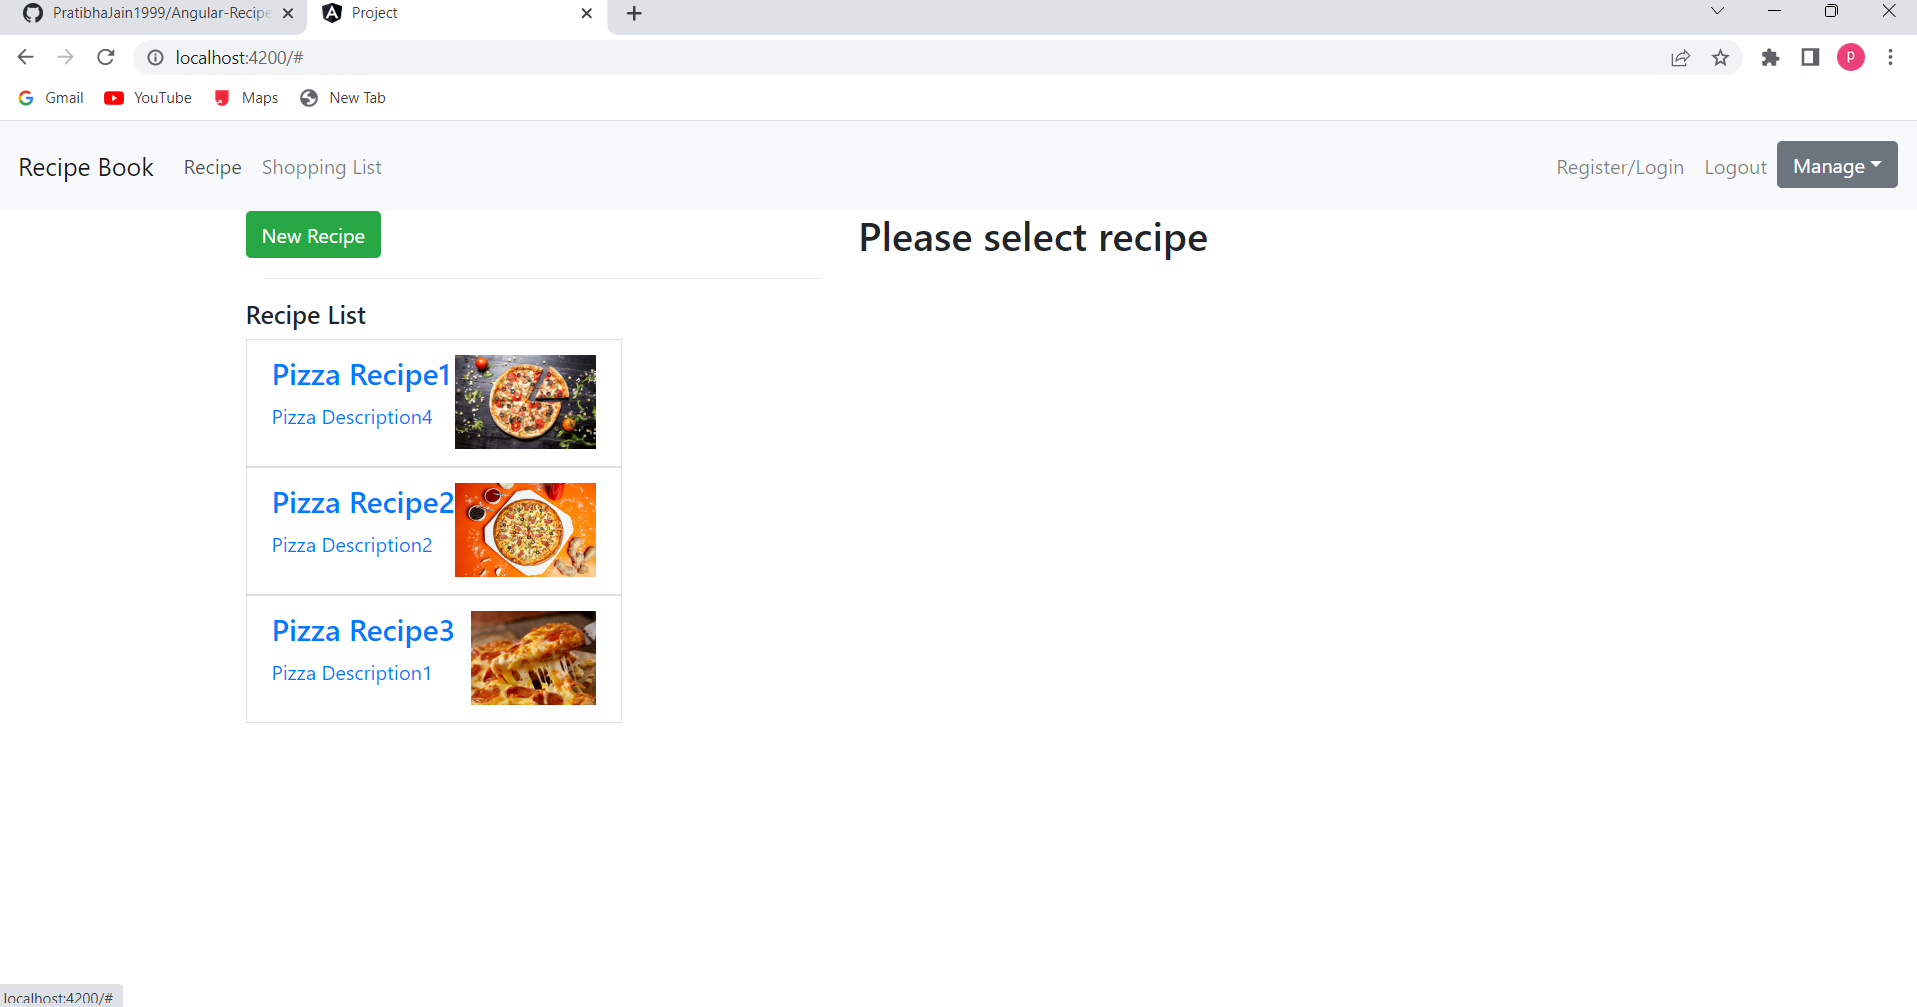 PratibhaJain1999/Angular-Recipe
Project
localhost:4200/#
P
Gmail
YouTube
Maps
New Tab
Recipe Book
Recipe
Shopping List
Register/Login
Logout
Manage
New Recipe
Please select recipe
Recipe List
Pizza Recipe1
Pizza Description4
Pizza Recipe2
Pizza Description2
Pizza Recipe3
Pizza Description1
localhost:4200/#